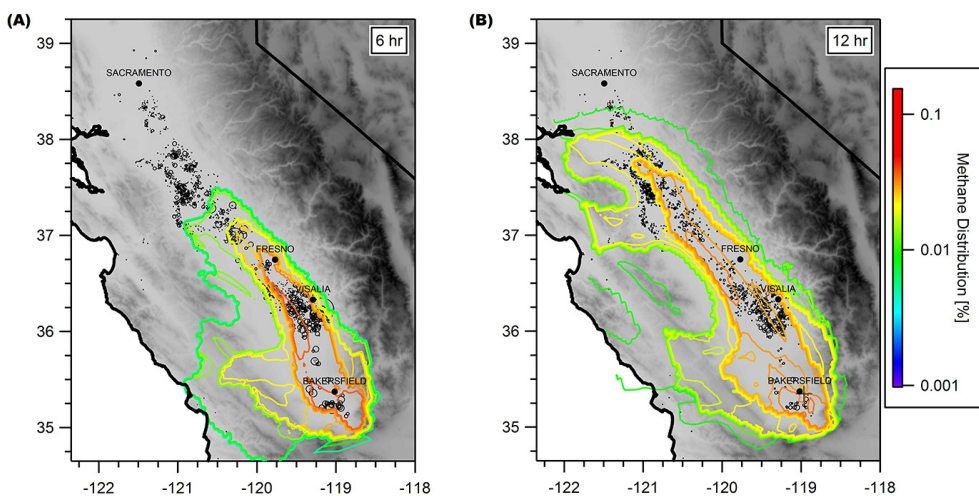 (A)
6 hr
39
38
37
36
35
-122
-121
-120
-119
-118
SACRAMENTO
FRESNO
VISALIA
BAKERSFIELD
(B)
12 hr
39
38
37
36
35
-122
-121
-120
-119
-118
SACRAMENTO
FRESNO
VISALIA
BAKERSFIELD
0.1
0.01
0.001
Methane Distribution [%]